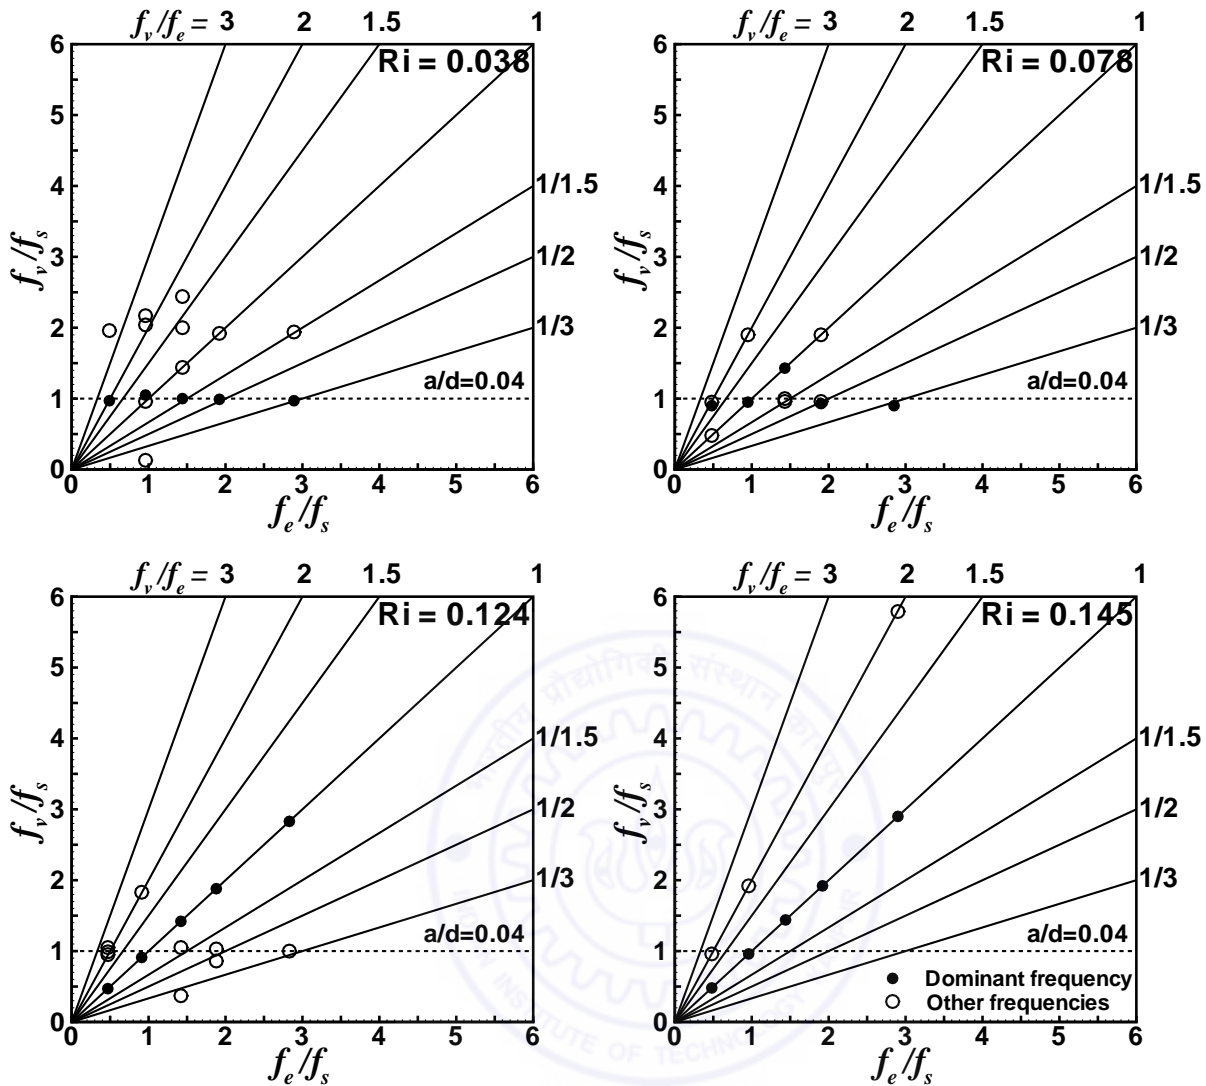 f_v/f_e = 3 2 1.5 1
f_v/f_e = 3 2 1.5 1
6 Ri = 0.038
6 Ri = 0.078
5
5
4 1/1.5
4 1/1.5
f_v/f_s
f_v/f_s
3 1/2
3 1/2
2 1/3
2 1/3
a/d=0.04
a/d=0.04
1
1
0
0
0 1 2 3 4 5 6
0 1 2 3 4 5 6
f_e/f_s
f_e/f_s
f_v/f_e = 3 2 1.5 1
f_v/f_e = 3 2 1.5 1
6 Ri = 0.124
6 Ri = 0.145
5
5
4 1/1.5
4 1/1.5
f_v/f_s
f_v/f_s
3 1/2
3 1/2
2 1/3
2 1/3
a/d=0.04
a/d=0.04
1
1
Dominant frequency
Other frequencies
0
0
0 1 2 3 4 5 6
0 1 2 3 4 5 6
f_e/f_s
f_e/f_s
INSTITUTE OF TECHNOLOGY